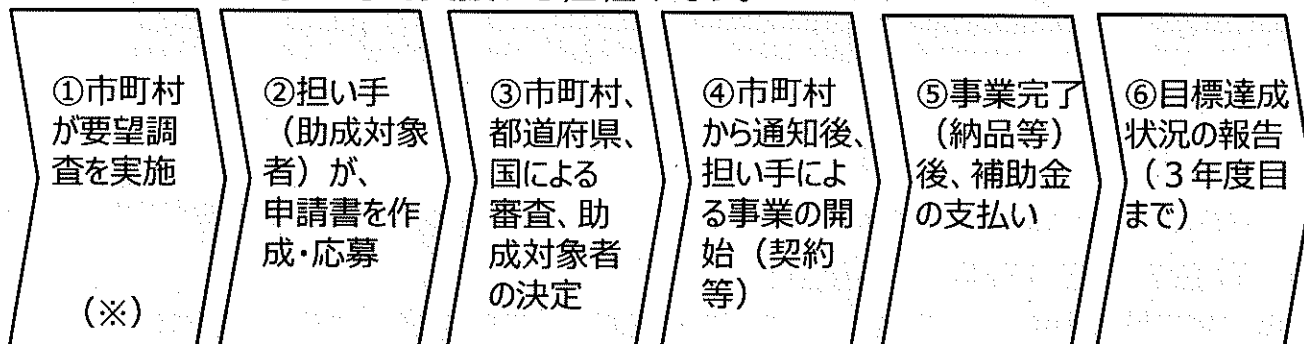 ①市町村
が要望調
査を実施
（※）
②担い手
（助成対象
者）が、
申請書を作
成・応募
③市町村、
都道府県、
国による
審査、助
成対象者
の決定
④市町村
から通知後、
担い手によ
る事業の開
始（契約
等）
⑤事業完了
（納品等）
後、補助金
の支払い
⑥目標達成
状況の報告
（３年度目
まで）